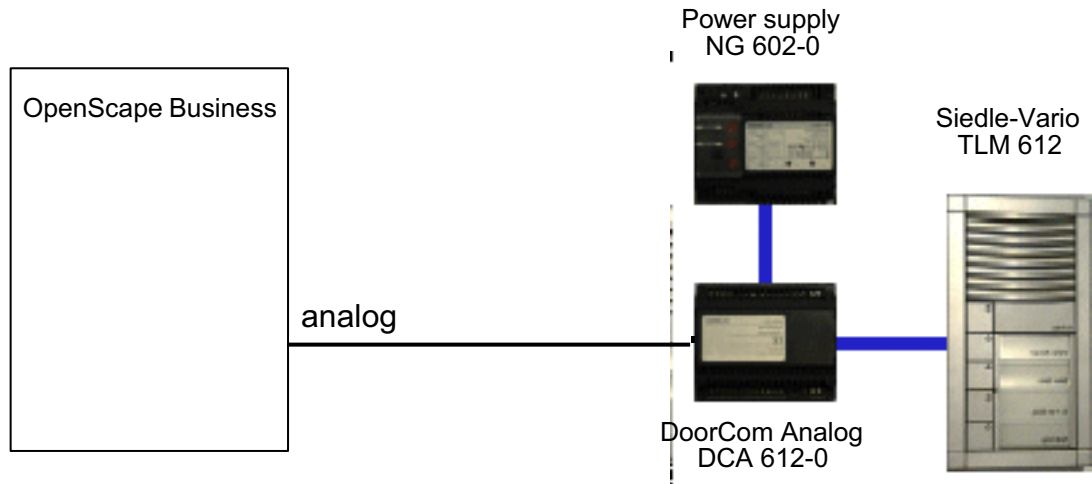 Power supply
NG 602-0
OpenScape Business
Siedle-Vario
TLM 612
analog
DoorCom Analog
DCA 612-0